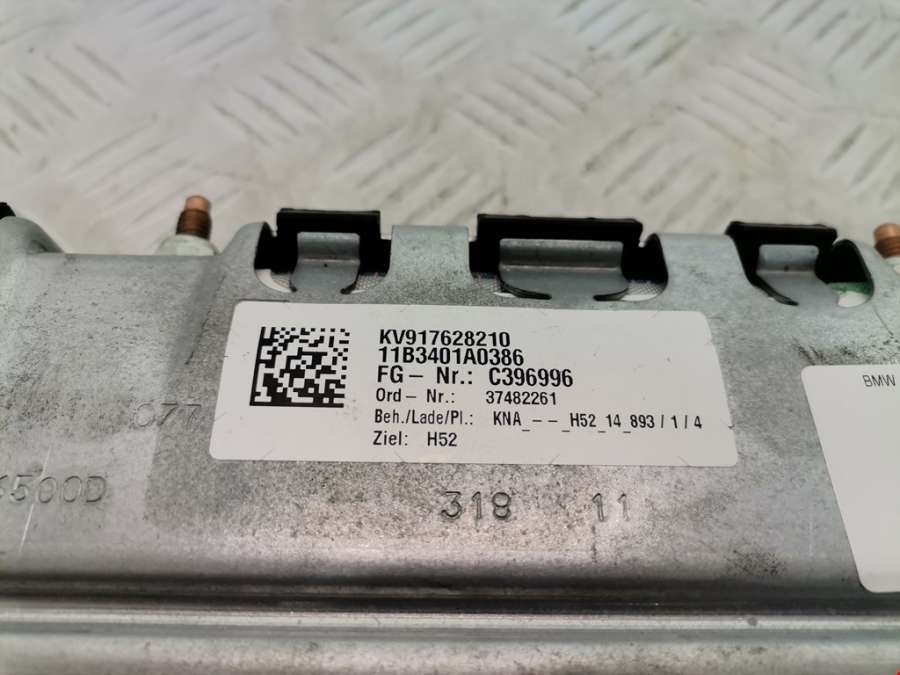 KV917628210
11B3401A0386
FG – Nr.: C396996
Ord – Nr.: 37482261
Beh./Lade/Pl.: KNA_– –_H52_14_893 / 1 / 4
Ziel: H52
BMW
077
500D
318 11